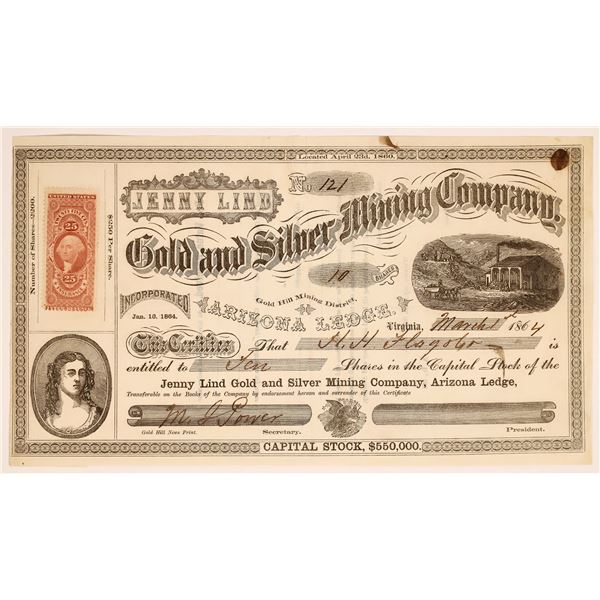 Located April 23d, 1860.
No. 121
JENNY LIND
Gold and Silver Mining Company.
10 SHARES
Gold Hill Mining District,
ARIZONA LEDGE.
INCORPORATED
Jan. 10, 1864.
Virginia, March 1864
This Certifies That H. H.
entitled to Ten Shares in the Capital Stock of the
Jenny Lind Gold and Silver Mining Company, Arizona Ledge,
Transferable on the Books of the Company by endorsement hereon and surrender of this Certificate
M. J. Power
Gold Hill News Print. Secretary. President.
CAPITAL STOCK, $550,000.
Number of Shares--2200.
$250 Per Share.
UNITED STATES
25 25